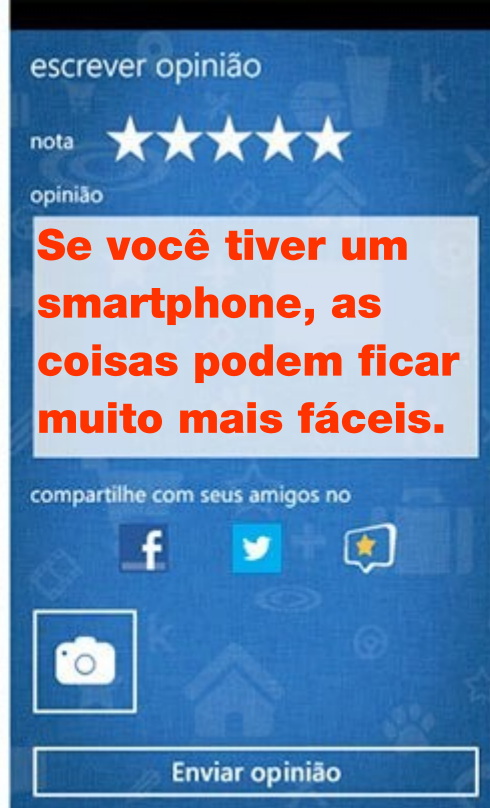 escrever opinião
nota
opinião
Se você tiver um
smartphone, as
coisas podem ficar
muito mais fáceis.
compartilhe com seus amigos no
Enviar opinião